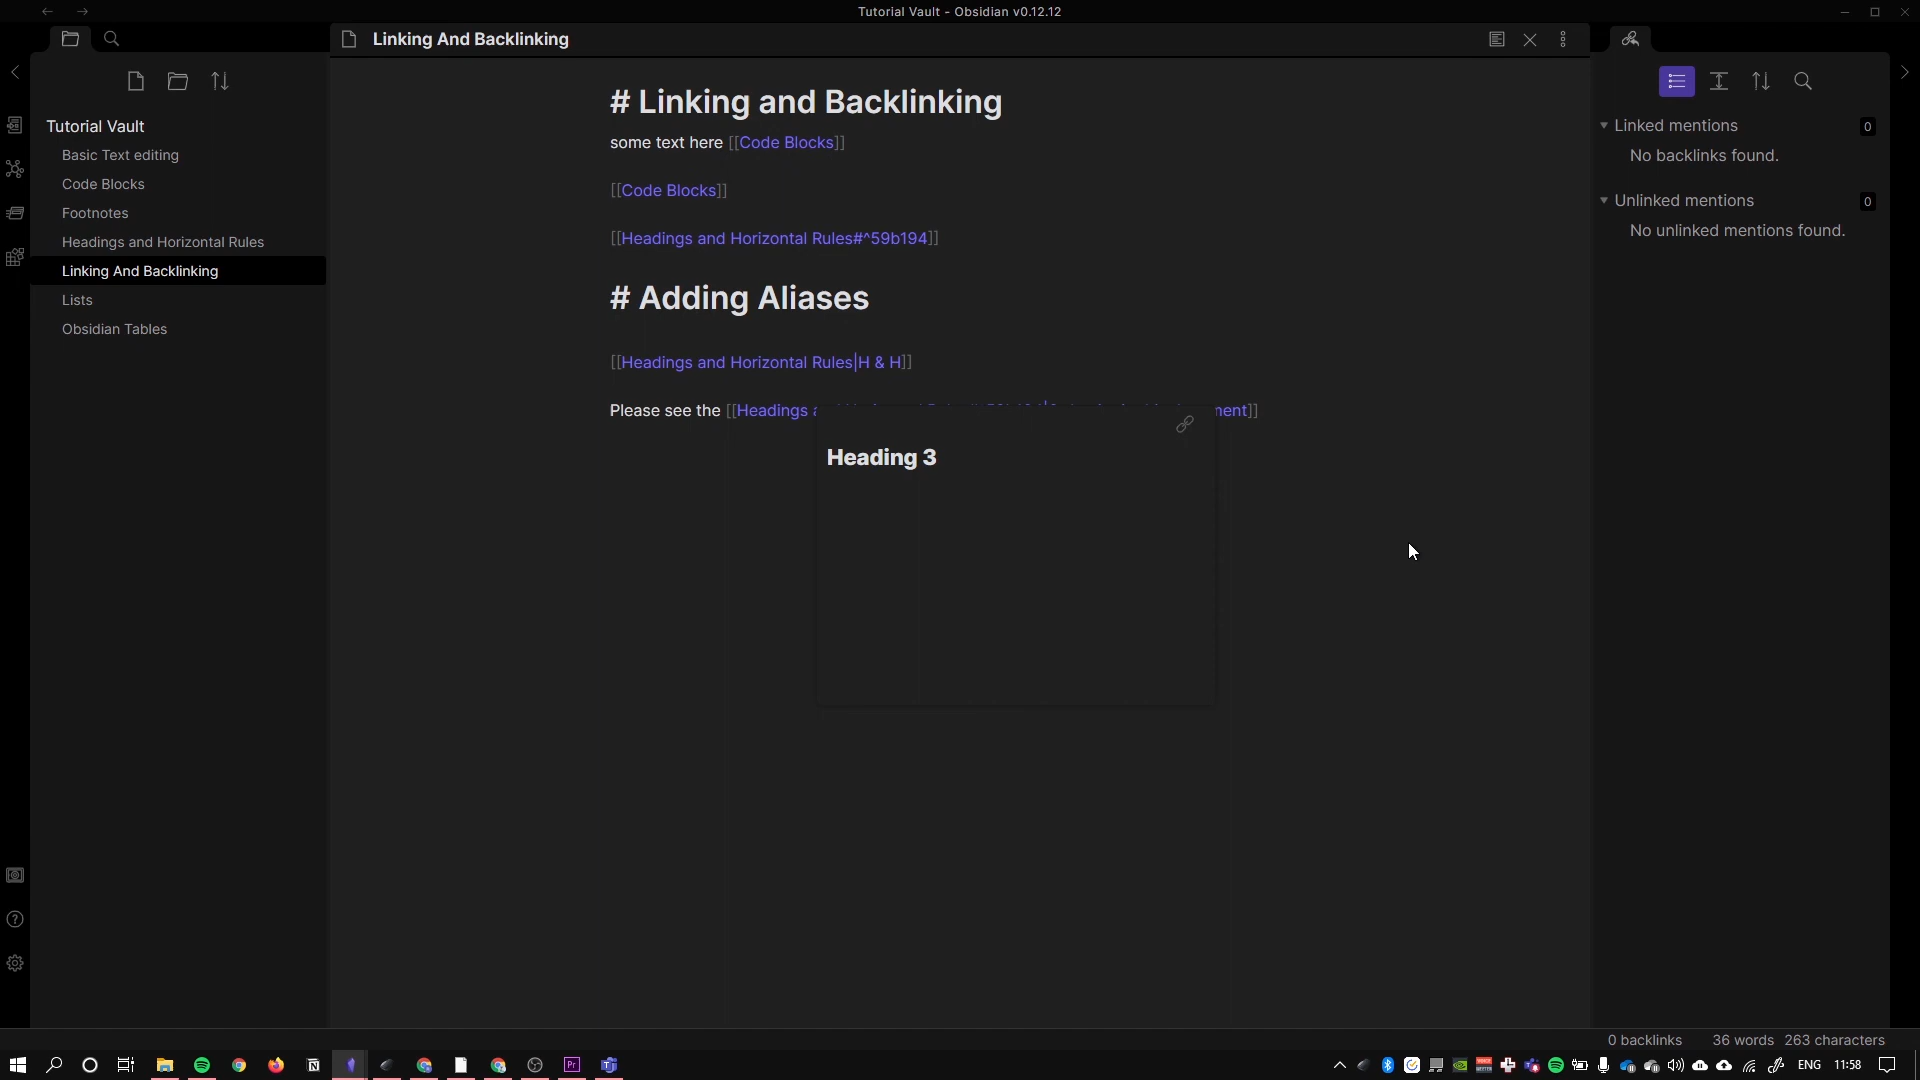 Tutorial Vault - Obsidian v0.12.12
Linking And Backlinking
Tutorial Vault
Basic Text editing
Code Blocks
Footnotes
Headings and Horizontal Rules
Linking And Backlinking
Lists
Obsidian Tables
# Linking and Backlinking
some text here [[Code Blocks]]
[[Code Blocks]]
[[Headings and Horizontal Rules#^59b194]]
# Adding Aliases
[[Headings and Horizontal Rules|H & H]]
Please see the [[Headings
]]
Heading 3
Linked mentions 0
No backlinks found.
Unlinked mentions 0
No unlinked mentions found.
0 backlinks 36 words 263 characters
Pr
ENG 11:58